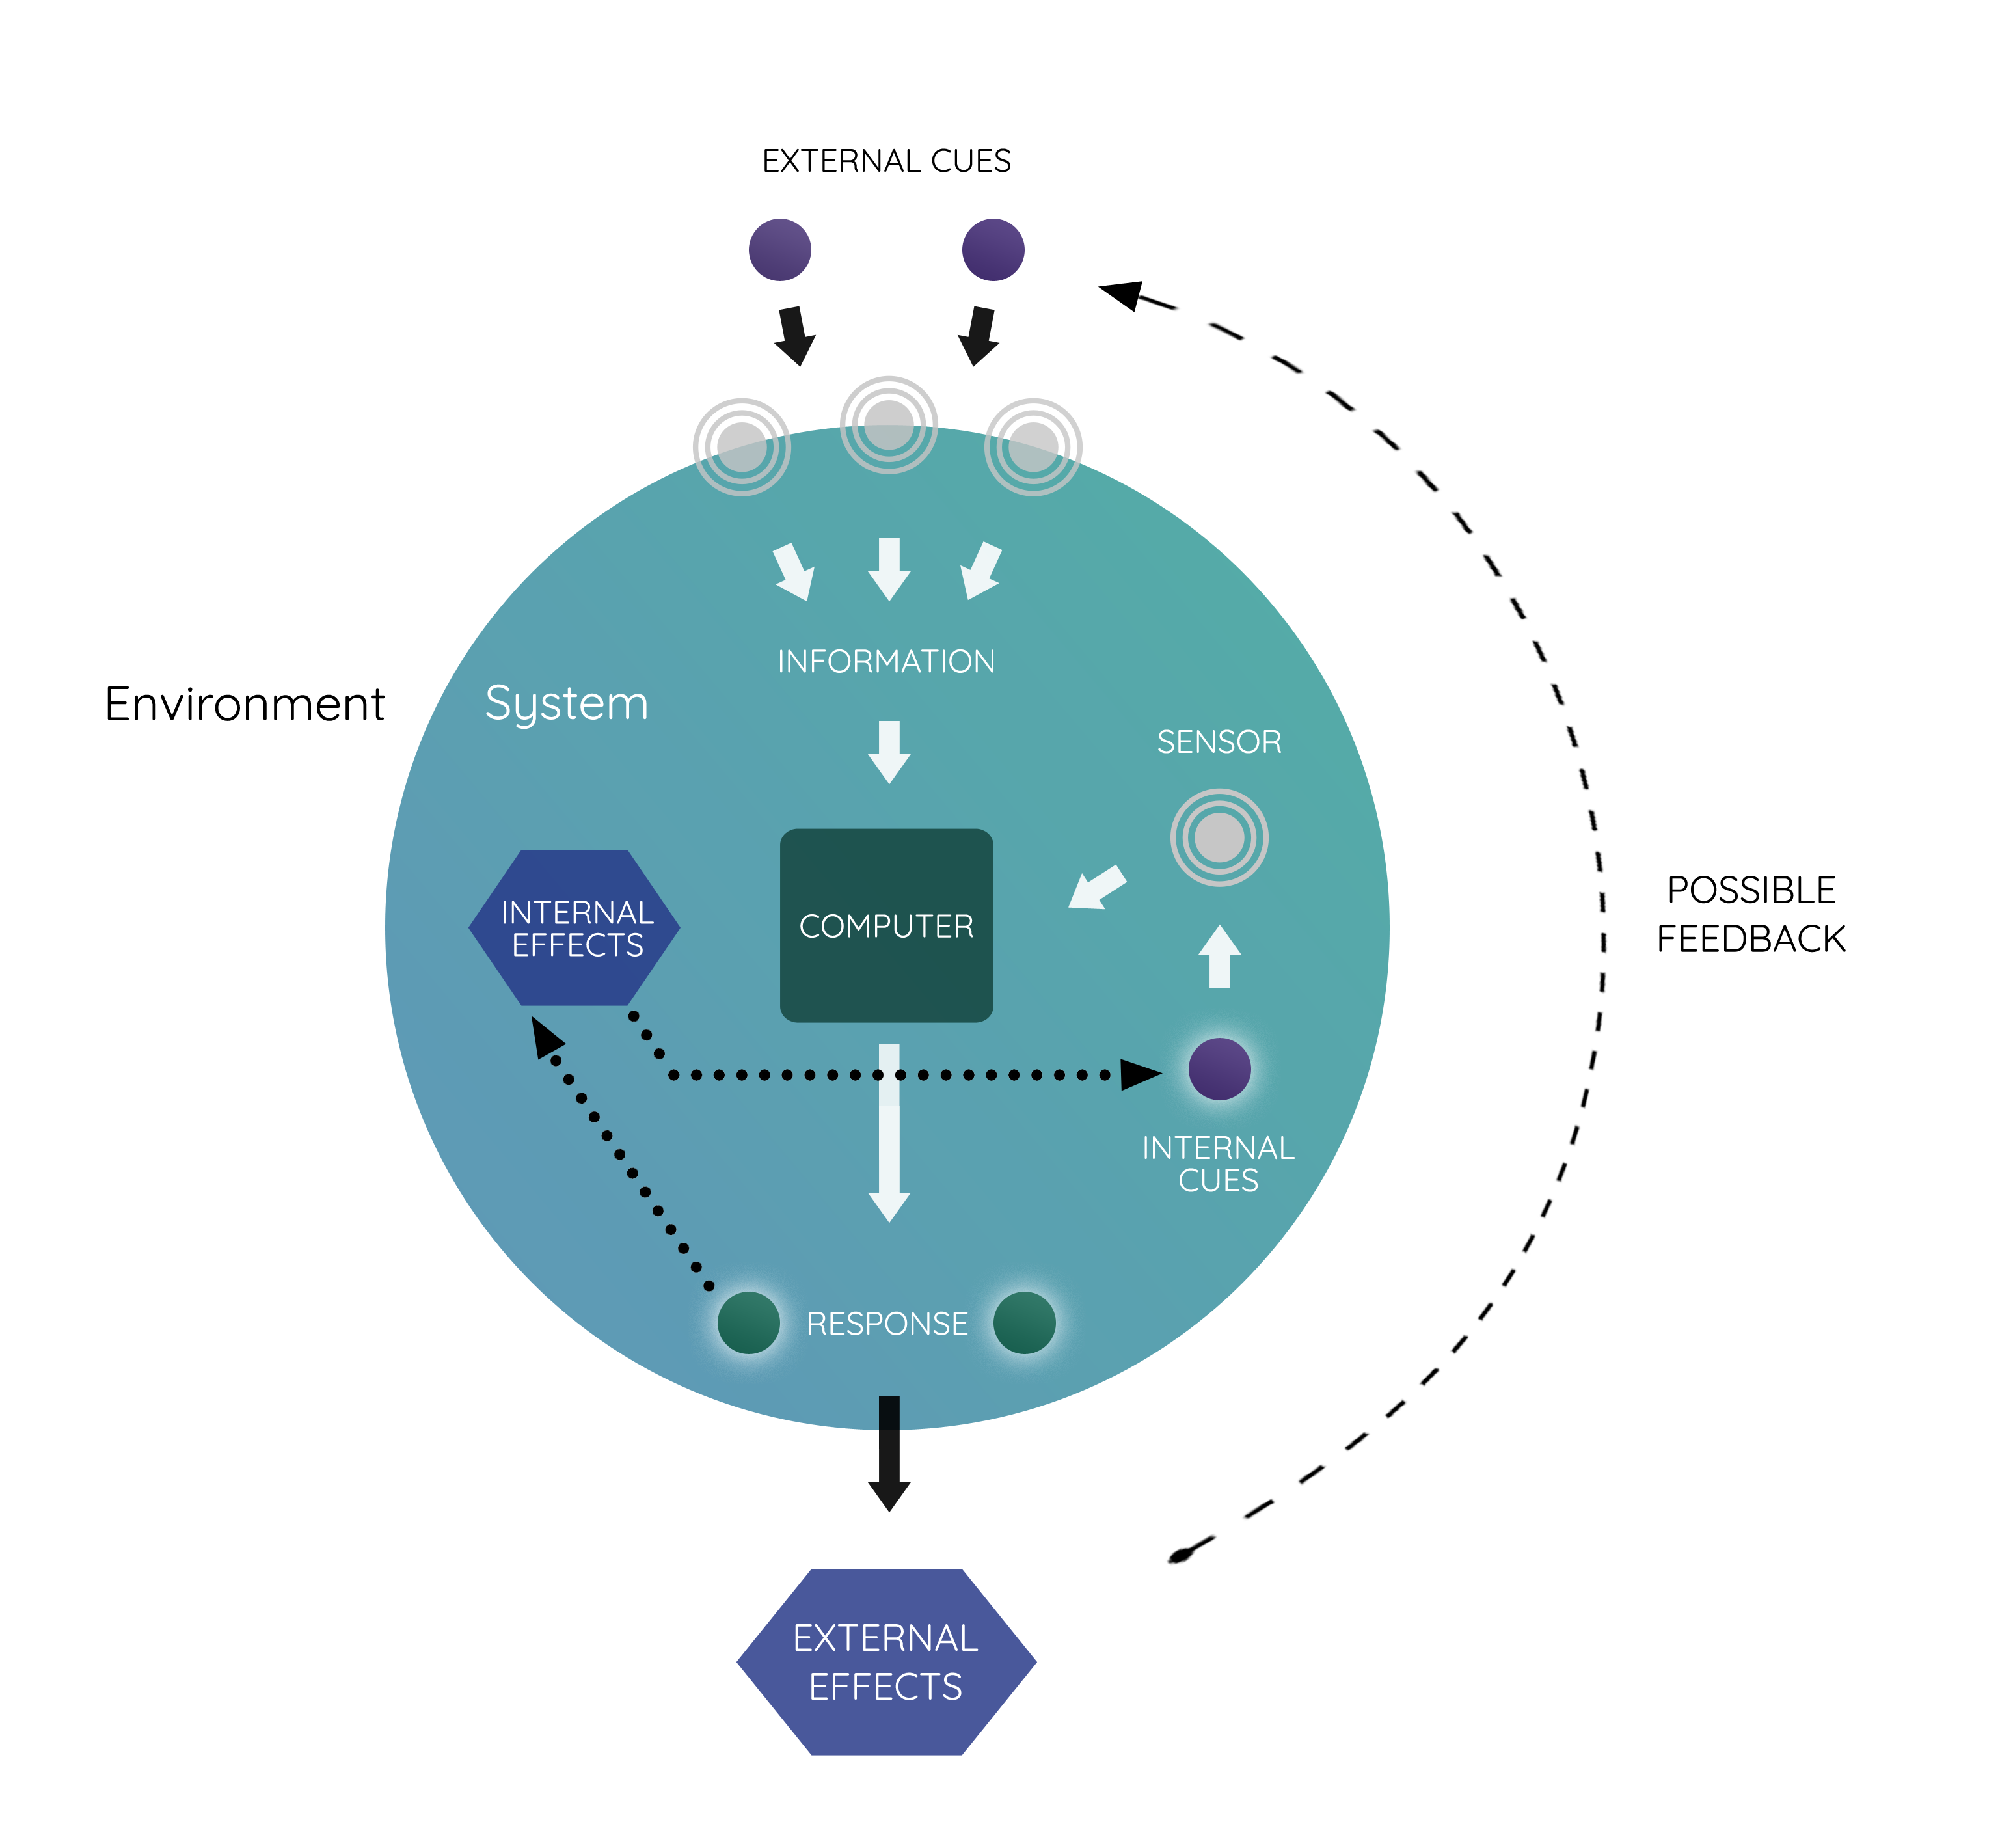 EXTERNAL CUES
INFORMATION
Environment
System
SENSOR
INTERNAL
EFFECTS
COMPUTER
POSSIBLE
FEEDBACK
INTERNAL
CUES
RESPONSE
EXTERNAL
EFFECTS